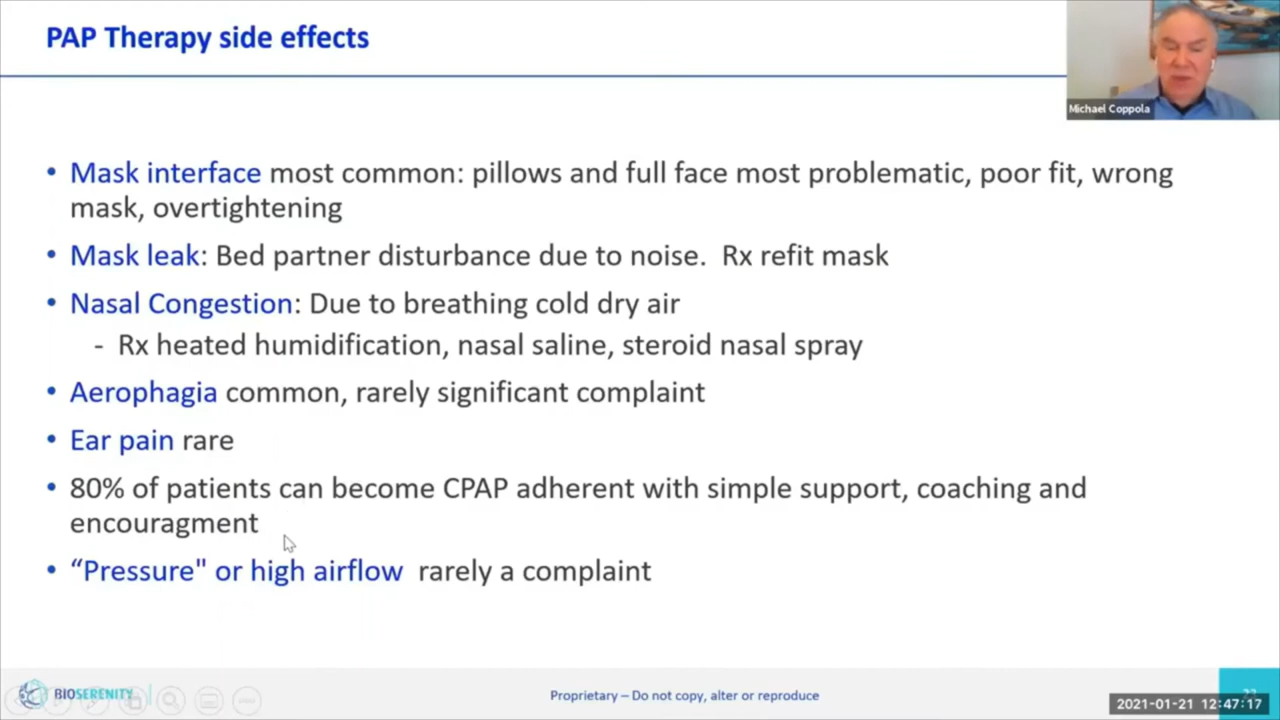 PAP Therapy side effects
Michael Coppola
• Mask interface most common: pillows and full face most problematic, poor fit, wrong
mask, overtightening
• Mask leak: Bed partner disturbance due to noise.  Rx refit mask
• Nasal Congestion: Due to breathing cold dry air
- Rx heated humidification, nasal saline, steroid nasal spray
• Aerophagia common, rarely significant complaint
• Ear pain rare
• 80% of patients can become CPAP adherent with simple support, coaching and
encouragment
• “Pressure" or high airflow  rarely a complaint
BIOSERENITY
Proprietary – Do not copy, alter or reproduce
2021-01-21 12:47:17